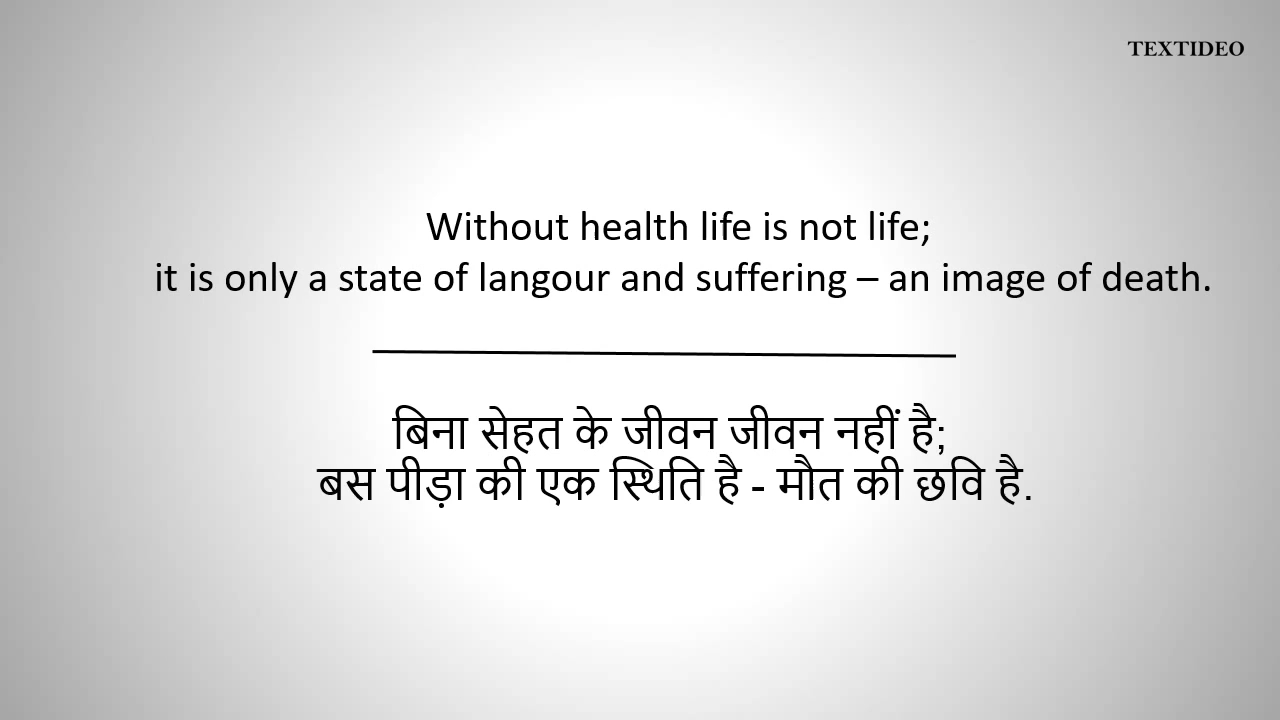 TEXTIDEO
Without health life is not life;
it is only a state of langour and suffering – an image of death.
बिना सेहत के जीवन जीवन नहीं है;
बस पीड़ा की एक स्थिति है - मौत की छवि है.